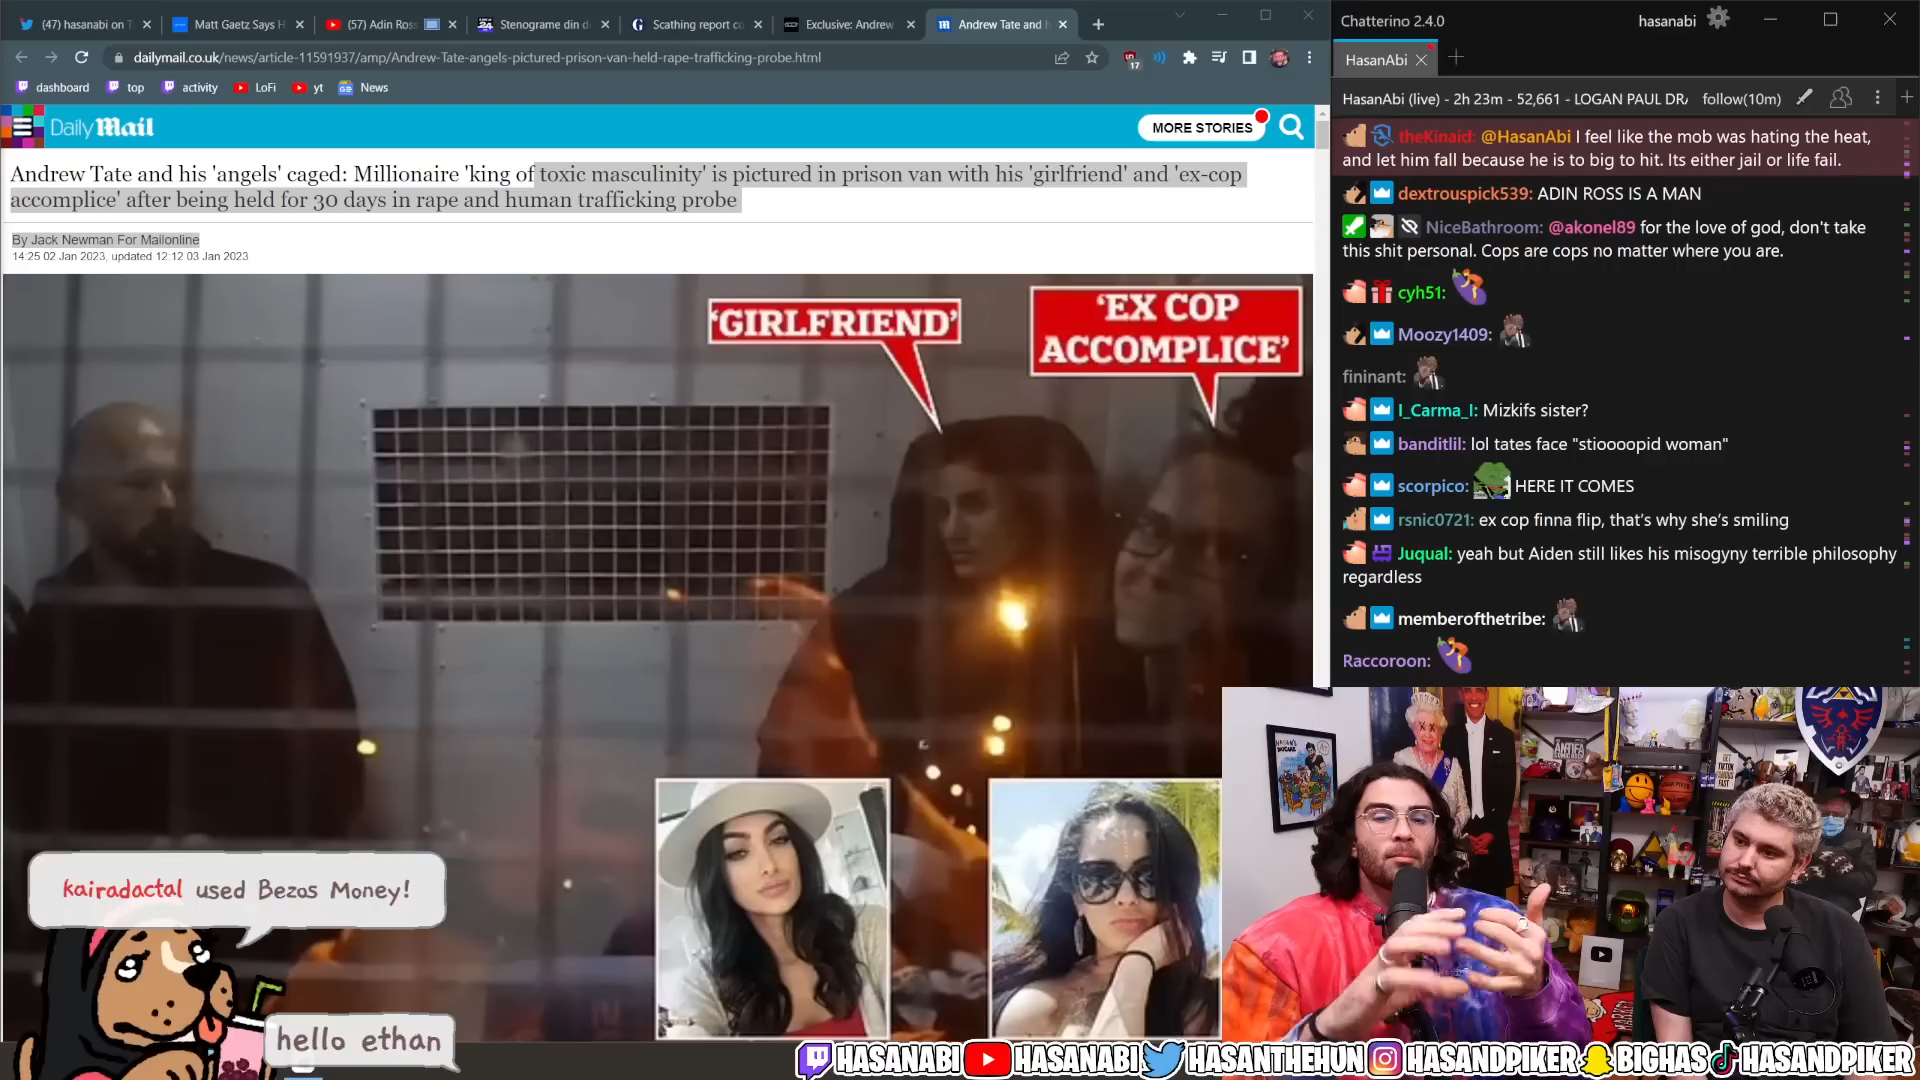 (47) hasanabi on T
Matt Gaetz Says H
(57) Adin Ross
Stenograme din d
Scathing report co
Exclusive: Andrew
Andrew Tate and h
dailymail.co.uk/news/article-11591937/amp/Andrew-Tate-angels-pictured-prison-van-held-rape-trafficking-probe.html
17
dashboard
top
activity
LoFi
yt
News
Daily Mail
MORE STORIES
Andrew Tate and his 'angels' caged: Millionaire 'king of toxic masculinity' is pictured in prison van with his 'girlfriend' and 'ex-cop
accomplice' after being held for 30 days in rape and human trafficking probe
By Jack Newman For Mailonline
14:25 02 Jan 2023, updated 12:12 03 Jan 2023
'GIRLFRIEND'
'EX COP
ACCOMPLICE'
kairadactal used Bezos Money!
hello ethan
Chatterino 2.4.0
hasanabi
HasanAbi
HasanAbi (live) - 2h 23m - 52,661 - LOGAN PAUL DRA
follow(10m)
theKinaid: @HasanAbi I feel like the mob was hating the heat,
and let him fall because he is to big to hit. Its either jail or life fail.
dextrouspick539: ADIN ROSS IS A MAN
NiceBathroom: @akonel89 for the love of god, don't take
this shit personal. Cops are cops no matter where you are.
cyh51:
Moozy1409:
fininant:
I_Carma_I: Mizkifs sister?
banditlil: lol tates face "stioooopid woman"
scorpico: HERE IT COMES
rsnic0721: ex cop finna flip, that's why she's smiling
Juqual: yeah but Aiden still likes his misogyny terrible philosophy
regardless
memberofthetribe:
Raccoroon:
HASANABI
HASANABI
HASANTHEHUN
HASANDPIKER
BIGHAS
HASANDPIKER